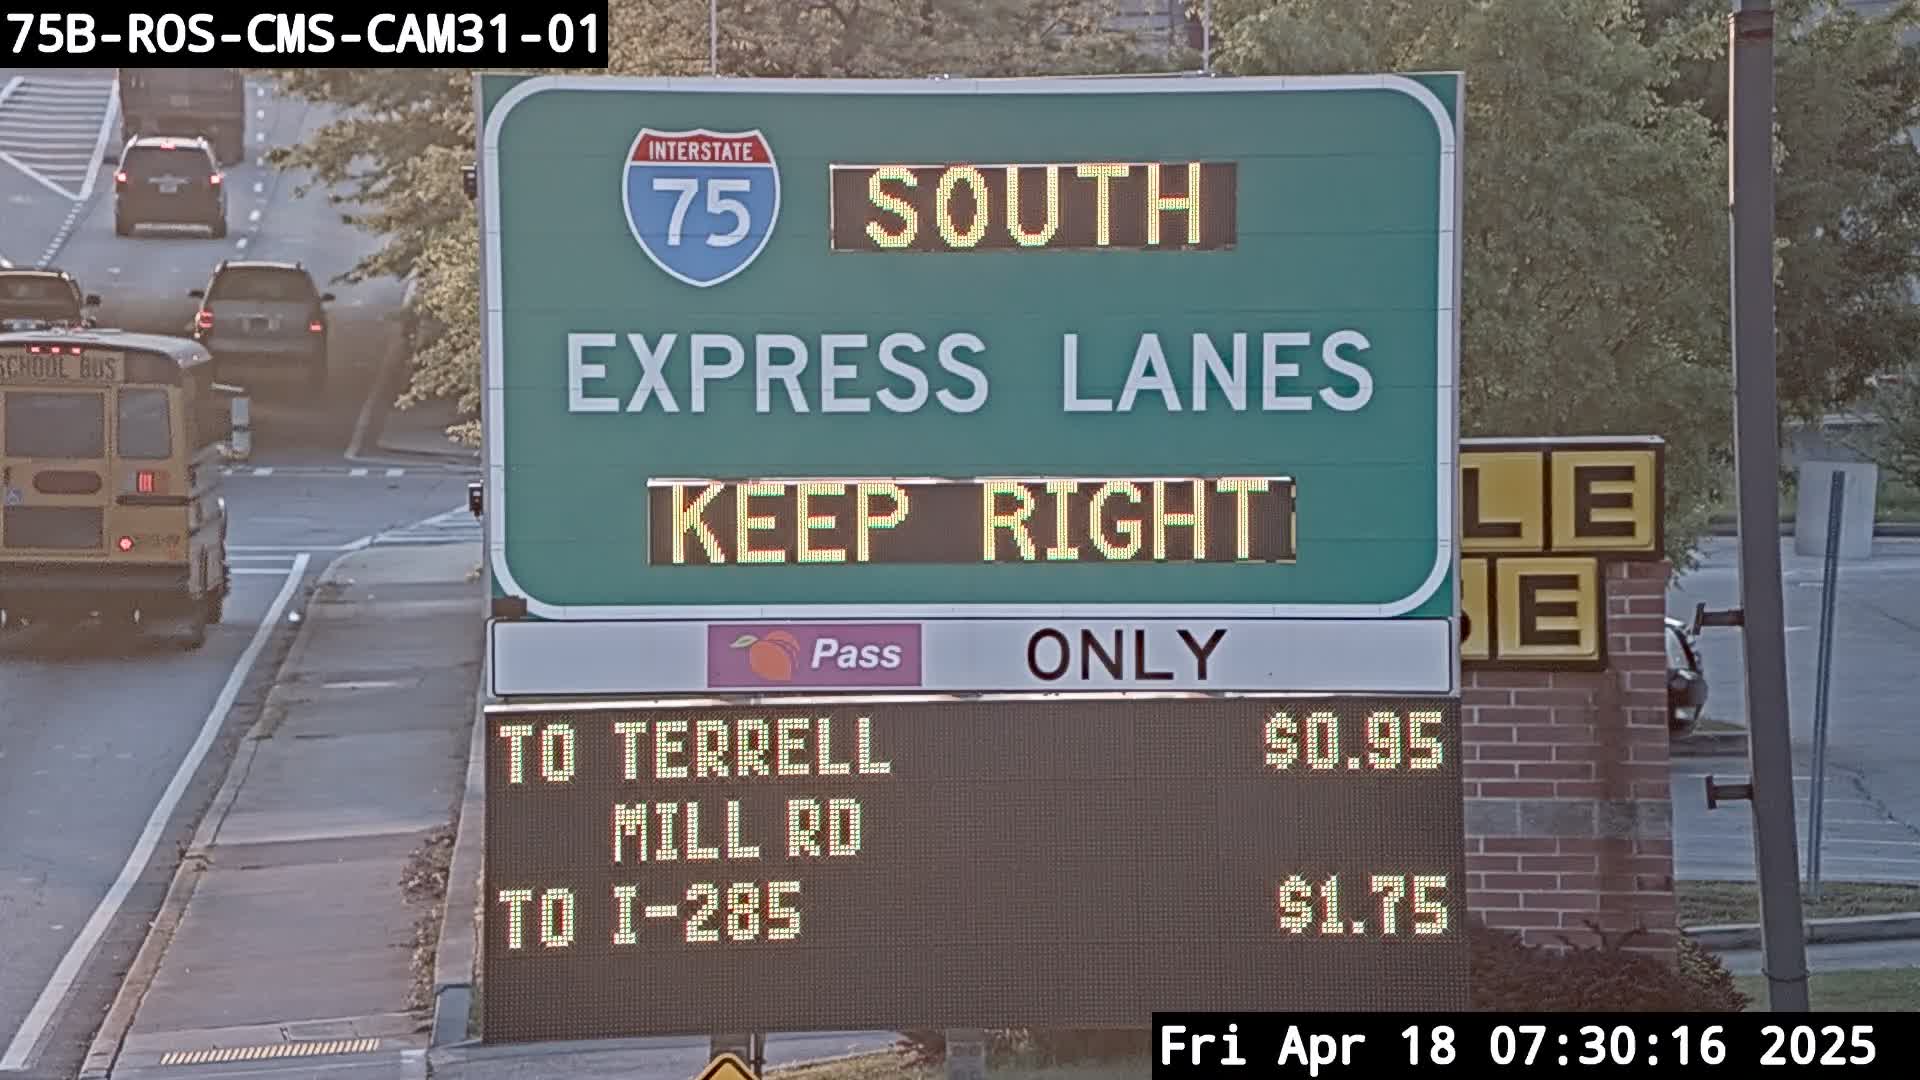 75B-ROS-CMS-CAM31-01
INTERSTATE
75
SOUTH
EXPRESS LANES
KEEP RIGHT
Pass ONLY
TO TERRELL $0.95
MILL RD
TO I-285 $1.75
SCHOOL BUS
LE
E
Fri Apr 18 07:30:16 2025